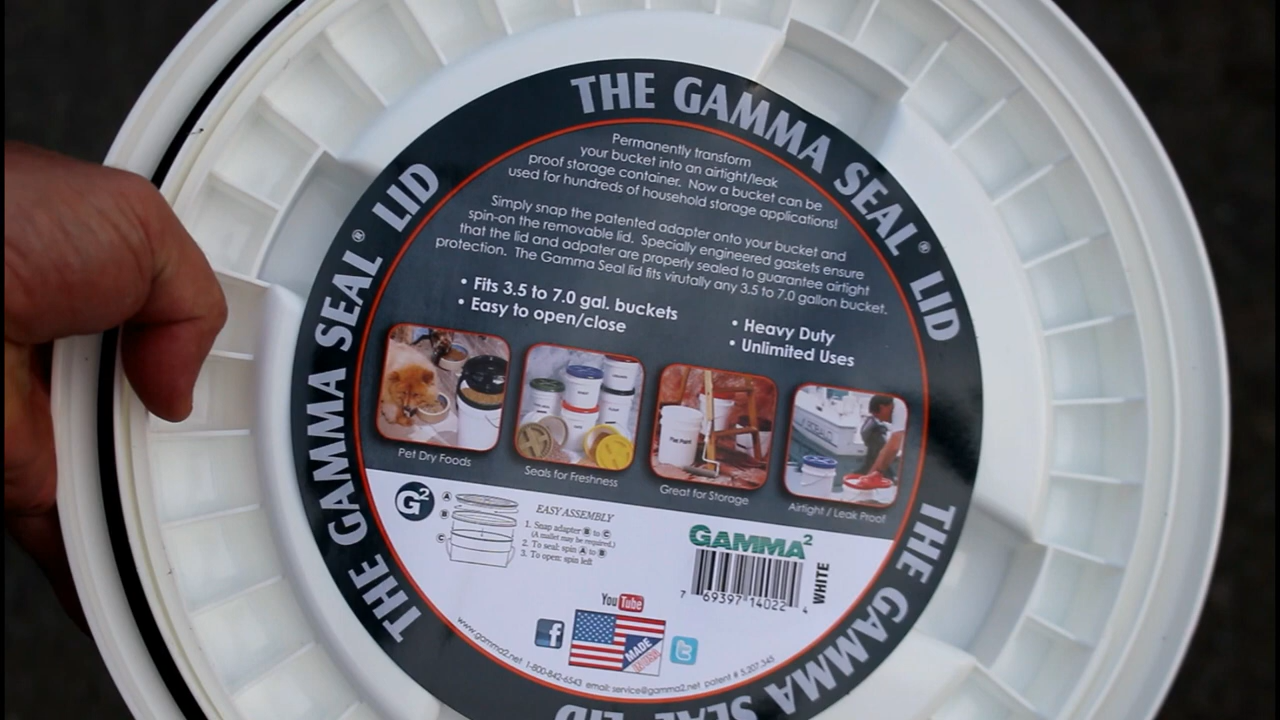 THE GAMMA SEAL® LID
THE GAMMA SEAL® LID
THE GAMMA SEAL LID
Permanently transform
your bucket into an airtight/leak
proof storage container. Now a bucket can be
used for hundreds of household storage applications!
Simply snap the patented adapter onto your bucket and
spin-on the removable lid. Specially engineered gaskets ensure
that the lid and adpater are properly sealed to guarantee airtight
protection. The Gamma Seal lid fits virutally any 3.5 to 7.0 gallon bucket.
• Fits 3.5 to 7.0 gal. buckets
• Easy to open/close
• Heavy Duty
• Unlimited Uses
Pet Dry Foods
Seals for Freshness
Great for Storage
Airtight / Leak Proof
G2
A
B
C
EASY ASSEMBLY
1. Snap adapter B to C
(A mallet may be required.)
2. To seal: spin A to B
3. To open: spin left
GAMMA2
7 69397 14022 4
WHITE
YouTube
f
MADE
www.gamma2.net 1-800-842-6543 email: service@gamma2.net patent # 5,207,345